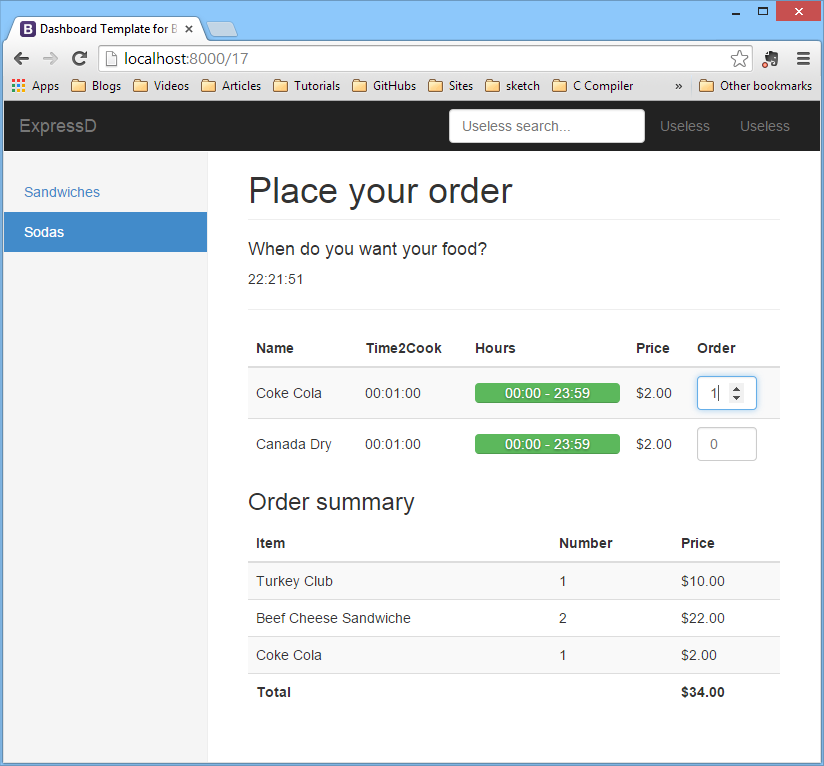 Dashboard Template for B
localhost:8000/17
Apps Blogs Videos Articles Tutorials GitHubs Sites sketch C Compiler » Other bookmarks
ExpressD Useless search... Useless Useless
Sandwiches
Sodas
Place your order
When do you want your food?
22:21:51
Name Time2Cook Hours Price Order
Coke Cola 00:01:00 00:00 - 23:59 $2.00 1
Canada Dry 00:01:00 00:00 - 23:59 $2.00 0
Order summary
Item Number Price
Turkey Club 1 $10.00
Beef Cheese Sandwiche 2 $22.00
Coke Cola 1 $2.00
Total $34.00